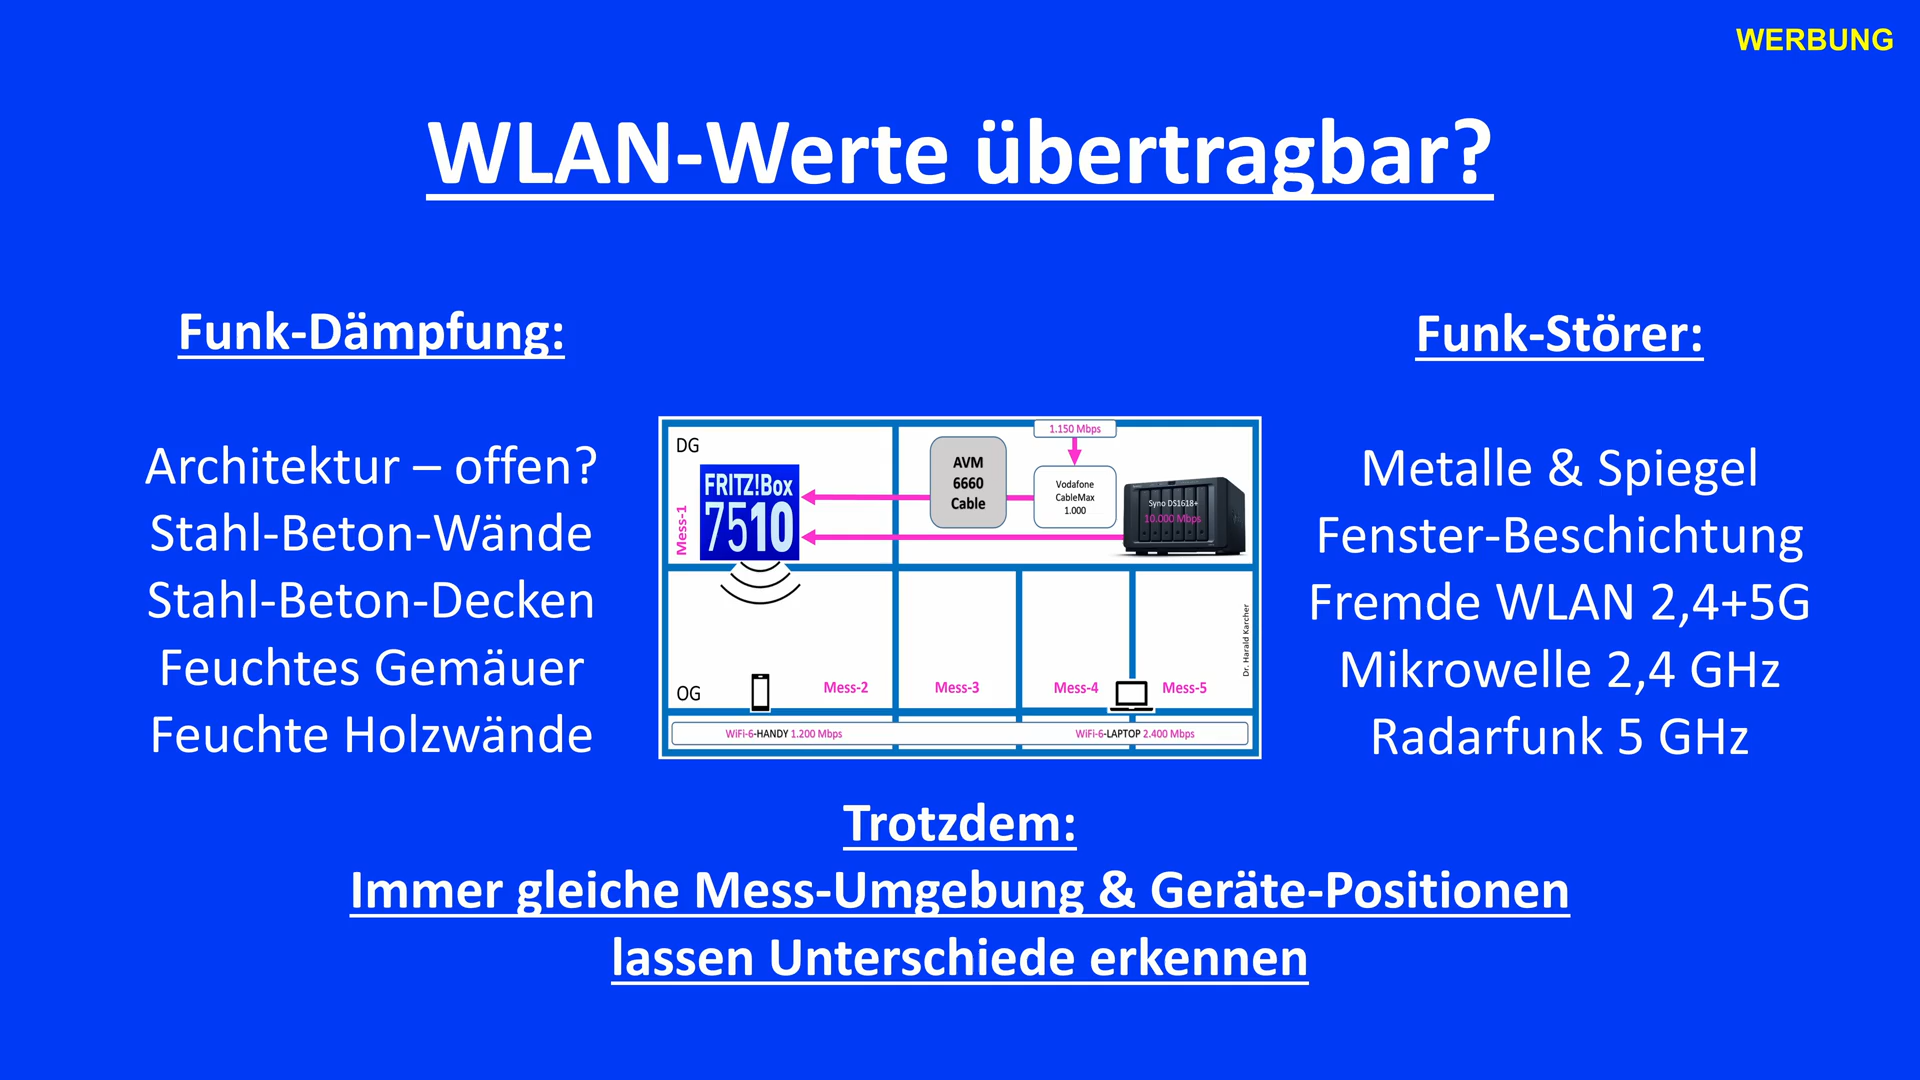 WERBUNG
WLAN-Werte übertragbar?
Funk-Dämpfung:
Architektur – offen?
Stahl-Beton-Wände
Stahl-Beton-Decken
Feuchtes Gemäuer
Feuchte Holzwände
DG
Mess-1
FRITZ!Box
7510
AVM
6660
Cable
1.150 Mbps
Vodafone
CableMax
1.000
Syno DS1618+
10.000 Mbps
OG
Mess-2
Mess-3
Mess-4
Mess-5
Dr. Harald Karcher
WiFi-6-HANDY 1.200 Mbps
WiFi-6-LAPTOP 2.400 Mbps
Funk-Störer:
Metalle & Spiegel
Fenster-Beschichtung
Fremde WLAN 2,4+5G
Mikrowelle 2,4 GHz
Radarfunk 5 GHz
Trotzdem:
Immer gleiche Mess-Umgebung & Geräte-Positionen
lassen Unterschiede erkennen